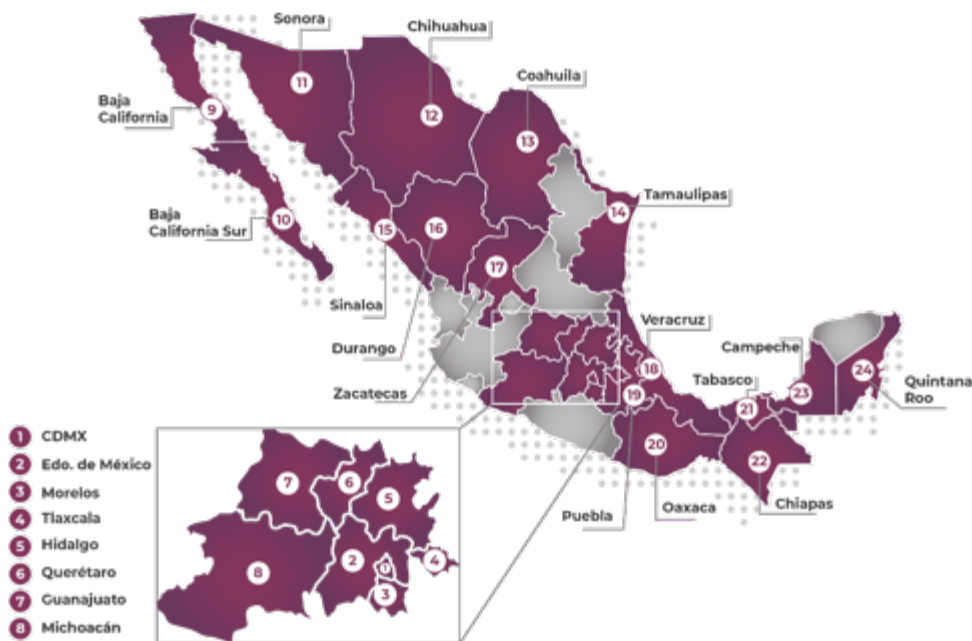 Sonora
Chihuahua
11
Coahuila
Baja
California
9
12
13
Tamaulipas
14
Baja
California Sur
10
15
16
17
Sinaloa
Durango
Zacatecas
Veracruz
18
19
Campeche
Tabasco
21
23
24
Quintana
Roo
20
22
Puebla
Oaxaca
Chiapas
1 CDMX
2 Edo. de México
3 Morelos
4 Tlaxcala
5 Hidalgo
6 Querétaro
7 Guanajuato
8 Michoacán
7
6
5
8
2
1
4
3